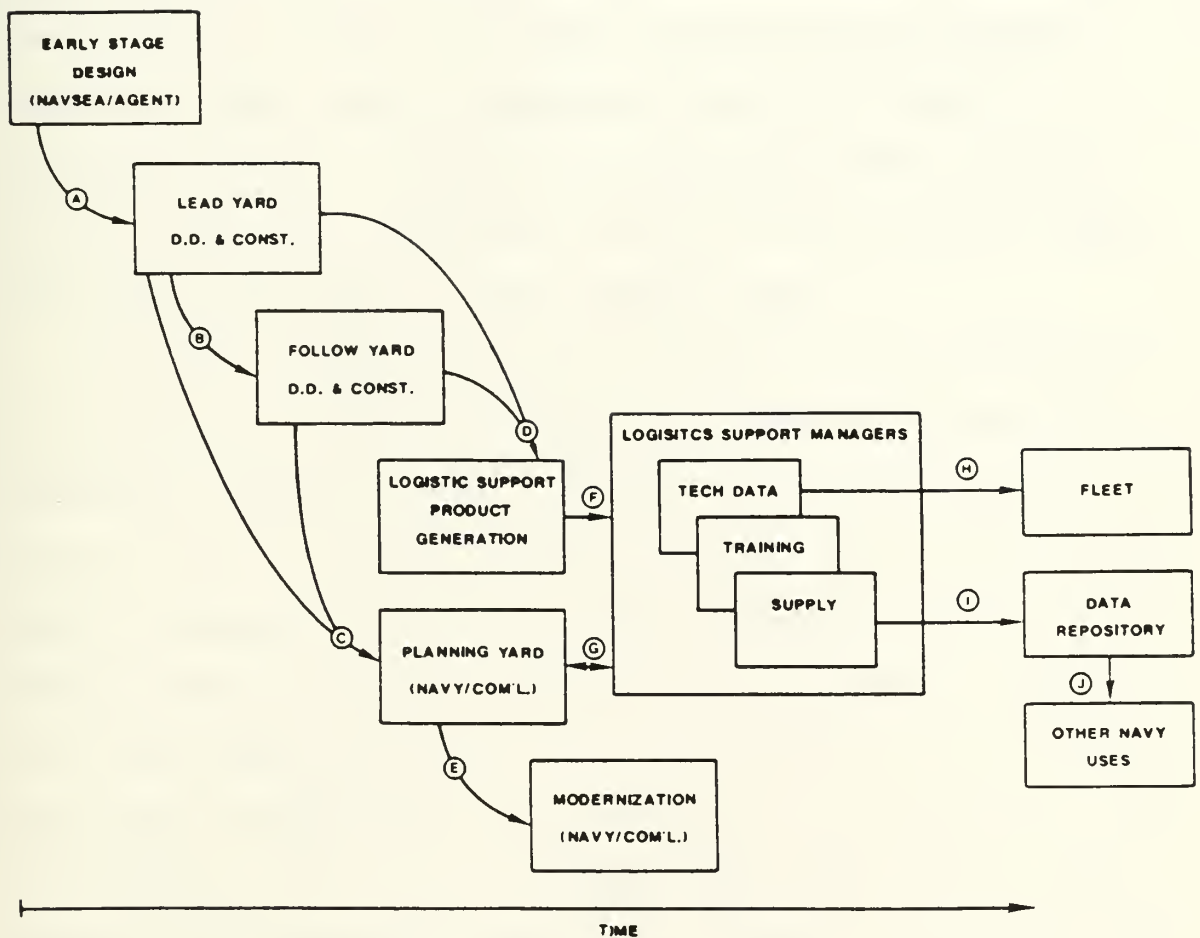 EARLY STAGE
DESIGN
(NAVSEA/AGENT)
A
LEAD YARD
D.D. & CONST.
B
FOLLOW YARD
D.D. & CONST.
D
LOGISTIC SUPPORT
PRODUCT
GENERATION
F
LOGISITCS SUPPORT MANAGERS
TECH DATA
TRAINING
SUPPLY
H
FLEET
I
DATA
REPOSITORY
J
OTHER NAVY
USES
C
PLANNING YARD
(NAVY/COM'L.)
G
E
MODERNIZATION
(NAVY/COM'L.)
TIME